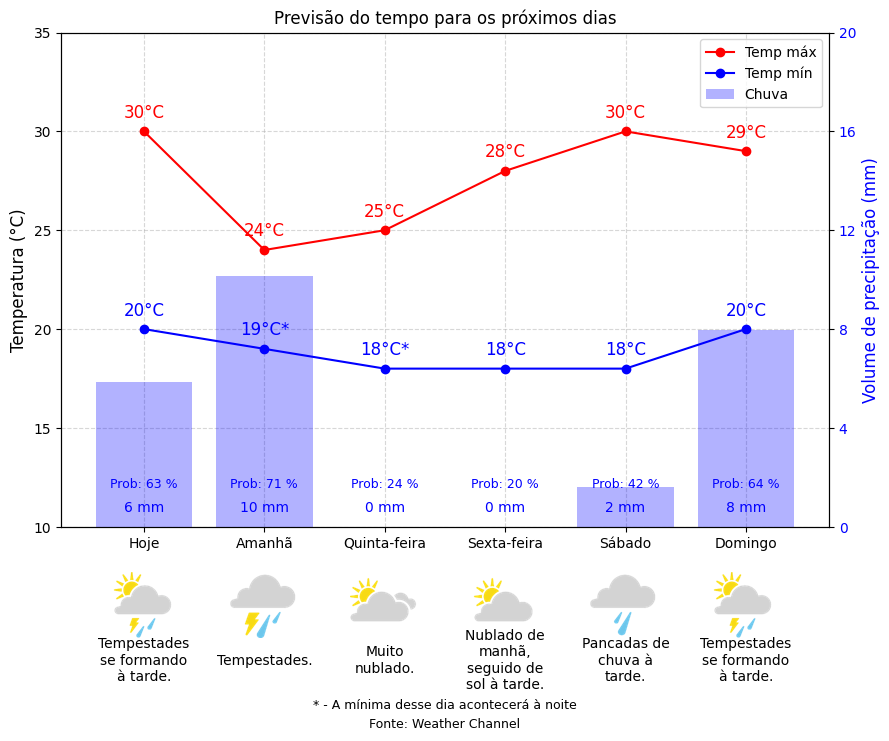 Previsão do tempo para os próximos dias
Temperatura (°C)
Volume de precipitação (mm)
35
30
25
20
15
10
20
16
12
8
4
0
Temp máx
Temp mín
Chuva
30°C
24°C
25°C
28°C
30°C
29°C
20°C
19°C*
18°C*
18°C
18°C
20°C
Prob: 63 %
Prob: 71 %
Prob: 24 %
Prob: 20 %
Prob: 42 %
Prob: 64 %
6 mm
10 mm
0 mm
0 mm
2 mm
8 mm
Hoje
Amanhã
Quinta-feira
Sexta-feira
Sábado
Domingo
Tempestades
se formando
à tarde.
Tempestades.
Muito
nublado.
Nublado de
manhã,
seguido de
sol à tarde.
Pancadas de
chuva à
tarde.
Tempestades
se formando
à tarde.
* - A mínima desse dia acontecerá à noite
Fonte: Weather Channel